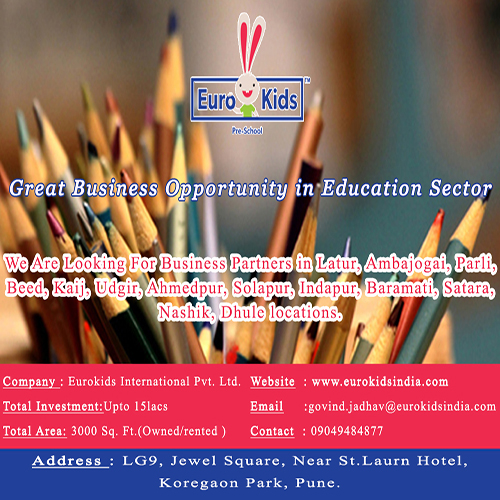 Euro Kids™
Pre-School
Great Business Opportunity in Education Sector
We Are Looking For Business Partners in Latur, Ambajogai, Parli,
Beed, Kaij, Udgir, Ahmedpur, Solapur, Indapur, Baramati, Satara,
Nashik, Dhule locations.
Company : Eurokids International Pvt. Ltd.
Website : www.eurokidsindia.com
Total Investment:Upto 15lacs
Email :govind.jadhav@eurokidsindia.com
Total Area: 3000 Sq. Ft.(Owned/rented )
Contact : 09049484877
Address : LG9, Jewel Square, Near St.Laurn Hotel,
Koregaon Park, Pune.